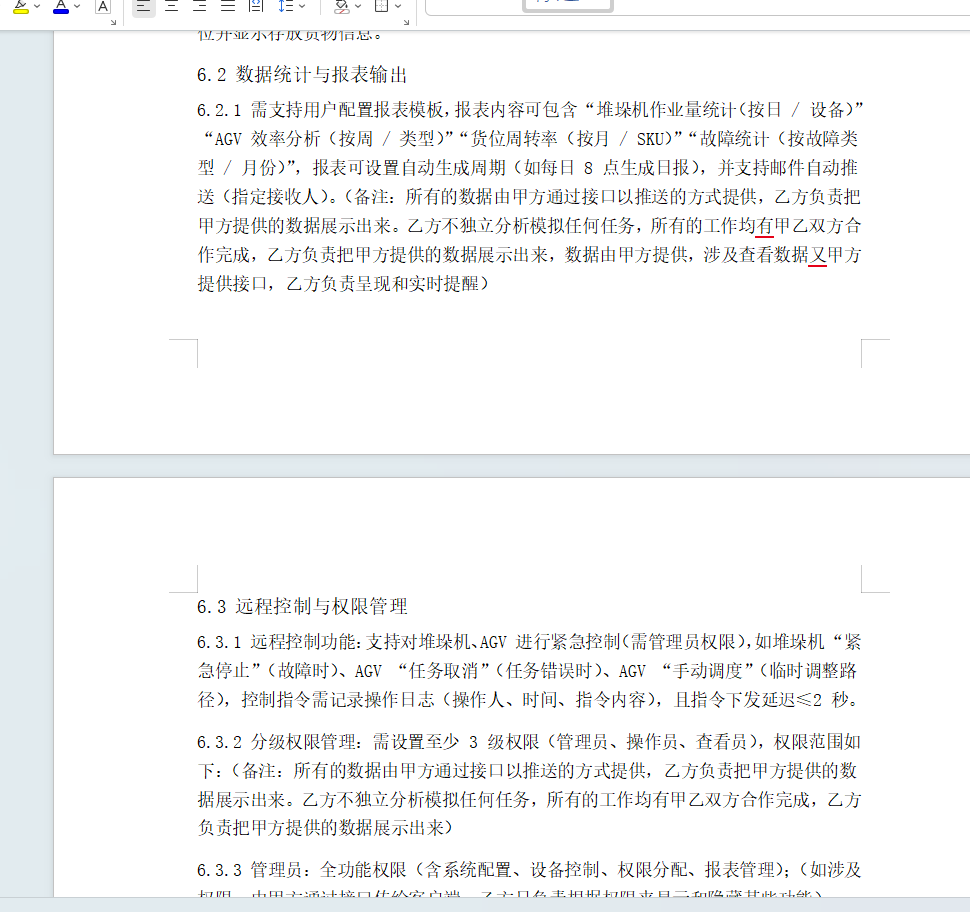 位并显示存放货物信息。
6.2 数据统计与报表输出
6.2.1 需支持用户配置报表模板，报表内容可包含“堆垛机作业量统计（按日 / 设备）”
“AGV 效率分析（按周 / 类型）”“货位周转率（按月 / SKU）”“故障统计（按故障类
型 / 月份）”，报表可设置自动生成周期（如每日 8 点生成日报），并支持邮件自动推
送（指定接收人）。（备注：所有的数据由甲方通过接口以推送的方式提供，乙方负责把
甲方提供的数据展示出来。乙方不独立分析模拟任何任务，所有的工作均有甲乙双方合
作完成，乙方负责把甲方提供的数据展示出来，数据由甲方提供，涉及查看数据又甲方
提供接口，乙方负责呈现和实时提醒）
6.3 远程控制与权限管理
6.3.1 远程控制功能：支持对堆垛机、AGV 进行紧急控制（需管理员权限），如堆垛机“紧
急停止”（故障时）、AGV “任务取消”（任务错误时）、AGV “手动调度”（临时调整路
径），控制指令需记录操作日志（操作人、时间、指令内容），且指令下发延迟≤2 秒。
6.3.2 分级权限管理：需设置至少 3 级权限（管理员、操作员、查看员），权限范围如
下：（备注：所有的数据由甲方通过接口以推送的方式提供，乙方负责把甲方提供的数
据展示出来。乙方不独立分析模拟任何任务，所有的工作均有甲乙双方合作完成，乙方
负责把甲方提供的数据展示出来）
6.3.3 管理员：全功能权限（含系统配置、设备控制、权限分配、报表管理）；（如涉及